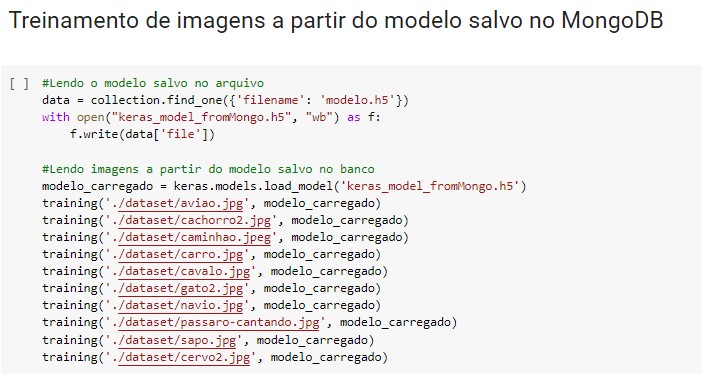 Treinamento de imagens a partir do modelo salvo no MongoDB
[ ] #Lendo o modelo salvo no arquivo
data = collection.find_one({'filename': 'modelo.h5'})
with open("keras_model_fromMongo.h5", "wb") as f:
    f.write(data['file'])
#Lendo imagens a partir do modelo salvo no banco
modelo_carregado = keras.models.load_model('keras_model_fromMongo.h5')
training('./dataset/aviao.jpg', modelo_carregado)
training('./dataset/cachorro2.jpg', modelo_carregado)
training('./dataset/caminhao.jpeg', modelo_carregado)
training('./dataset/carro.jpg', modelo_carregado)
training('./dataset/cavalo.jpg', modelo_carregado)
training('./dataset/gato2.jpg', modelo_carregado)
training('./dataset/navio.jpg', modelo_carregado)
training('./dataset/passaro-cantando.jpg', modelo_carregado)
training('./dataset/sapo.jpg', modelo_carregado)
training('./dataset/cervo2.jpg', modelo_carregado)